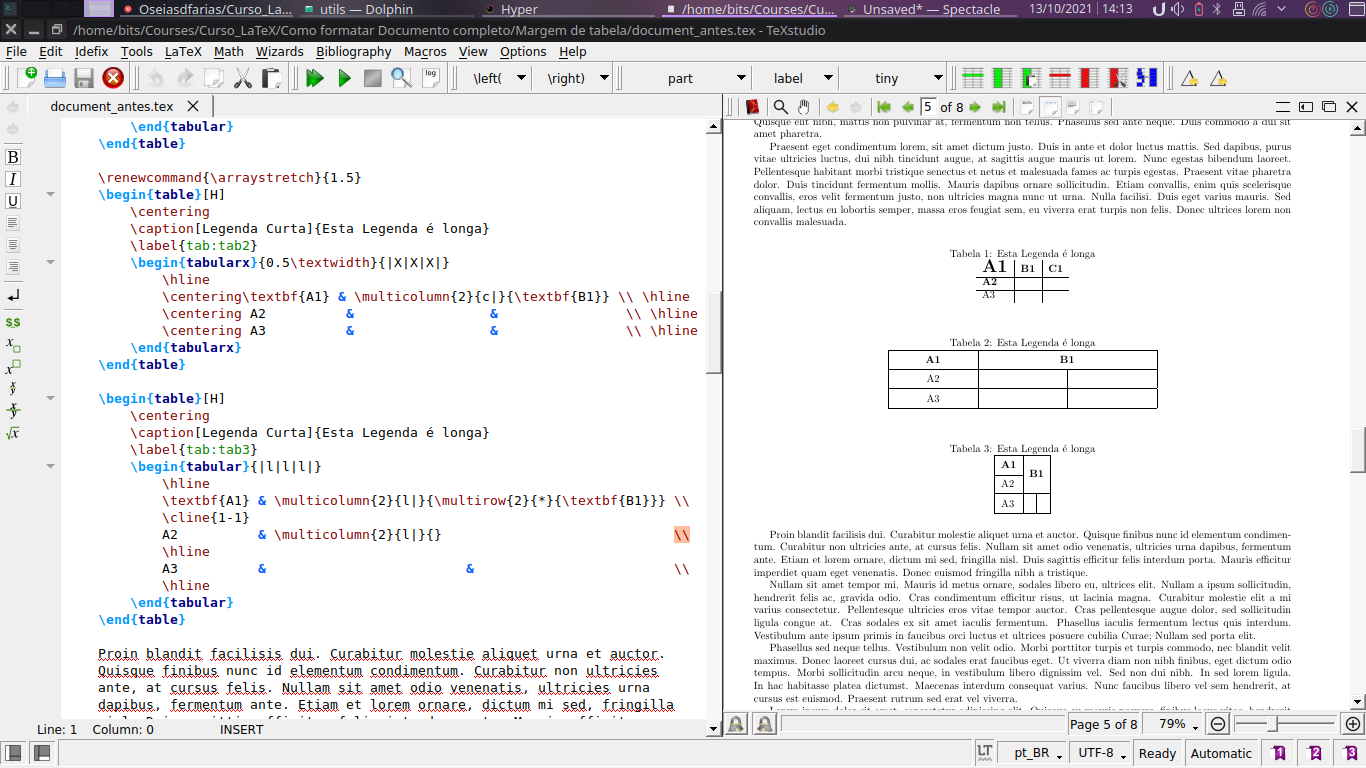 Oseiasdfarias/Curso_La...
utils — Dolphin
Hyper
/home/bits/Courses/Cu...
Unsaved* — Spectacle
13/10/2021
14:13
/home/bits/Courses/Curso_LaTeX/Como formatar Documento completo/Margem de tabela/document_antes.tex - TeXstudio
File Edit Idefix Tools LaTeX Math Wizards Bibliography Macros View Options Help
log
\left(
\right)
part
label
tiny
document_antes.tex
5 of 8
\end{tabular}
\end{table}
\renewcommand{\arraystretch}{1.5}
\begin{table}[H]
\centering
\caption[Legenda Curta]{Esta Legenda é longa}
\label{tab:tab2}
\begin{tabularx}{0.5\textwidth}{|X|X|X|}
\hline
\centering\textbf{A1} & \multicolumn{2}{c|}{\textbf{B1}} \\ \hline
\centering A2 & & \\ \hline
\centering A3 & & \\ \hline
\end{tabularx}
\end{table}
\begin{table}[H]
\centering
\caption[Legenda Curta]{Esta Legenda é longa}
\label{tab:tab3}
\begin{tabular}{|l|l|l|}
\hline
\textbf{A1} & \multicolumn{2}{l|}{\multirow{2}{*}{\textbf{B1}}} \\
\cline{1-1}
A2 & \multicolumn{2}{l|}{} \\
\hline
A3 & & \\
\hline
\end{tabular}
\end{table}
Proin blandit facilisis dui. Curabitur molestie aliquet urna et auctor.
Quisque finibus nunc id elementum condimentum. Curabitur non ultricies
ante, at cursus felis. Nullam sit amet odio venenatis, ultricies urna
dapibus, fermentum ante. Etiam et lorem ornare, dictum mi sed, fringilla
Quisque elit nibh, mattis non pulvinar at, fermentum non tellus. Phasellus sed ante neque. Duis commodo a dui sit
amet pharetra.
Praesent eget condimentum lorem, sit amet dictum justo. Duis in ante et dolor luctus mattis. Sed dapibus, purus
vitae ultricies luctus, dui nibh tincidunt augue, at sagittis augue mauris ut lorem. Nunc egestas bibendum laoreet.
Pellentesque habitant morbi tristique senectus et netus et malesuada fames ac turpis egestas. Praesent vitae pharetra
dolor. Duis tincidunt fermentum mollis. Mauris dapibus ornare sollicitudin. Etiam convallis, enim quis scelerisque
convallis, eros velit fermentum justo, non ultricies magna nunc ut urna. Nulla facilisi. Duis eget varius mauris. Sed
aliquam, lectus eu lobortis semper, massa eros feugiat sem, eu viverra erat turpis non felis. Donec ultrices lorem non
convallis malesuada.
Tabela 1: Esta Legenda é longa
A1 B1 C1
A2
A3
Tabela 2: Esta Legenda é longa
A1 B1
A2
A3
Tabela 3: Esta Legenda é longa
A1
B1
A2
A3
Proin blandit facilisis dui. Curabitur molestie aliquet urna et auctor. Quisque finibus nunc id elementum condimen-
tum. Curabitur non ultricies ante, at cursus felis. Nullam sit amet odio venenatis, ultricies urna dapibus, fermentum
ante. Etiam et lorem ornare, dictum mi sed, fringilla nisl. Duis sagittis efficitur felis interdum porta. Mauris efficitur
imperdiet quam eget venenatis. Donec euismod fringilla nibh a tristique.
Nullam sit amet tempor mi. Mauris id metus ornare, sodales libero eu, ultrices elit. Nullam a ipsum sollicitudin,
hendrerit felis ac, gravida odio. Cras condimentum efficitur risus, ut lacinia magna. Curabitur molestie elit a mi
varius consectetur. Pellentesque ultricies eros vitae tempor auctor. Cras pellentesque augue dolor, sed sollicitudin
ligula congue at. Cras sodales ex sit amet iaculis fermentum. Phasellus iaculis fermentum lectus quis interdum.
Vestibulum ante ipsum primis in faucibus orci luctus et ultrices posuere cubilia Curae; Nullam sed porta elit.
Phasellus sed neque tellus. Vestibulum non velit odio. Morbi porttitor turpis et turpis commodo, nec blandit velit
maximus. Donec laoreet cursus dui, ac sodales erat faucibus eget. Ut viverra diam non nibh finibus, eget dictum odio
tempus. Morbi sollicitudin arcu neque, in vestibulum libero dignissim vel. Sed non dui nibh. In sed lorem ligula.
In hac habitasse platea dictumst. Maecenas interdum consequat varius. Nunc faucibus libero vel sem hendrerit, at
cursus est euismod. Praesent rutrum sed erat vel viverra.
Line: 1 Column: 0 INSERT
Page 5 of 8
79%
LT
pt_BR
UTF-8
Ready
Automatic
1
2
3